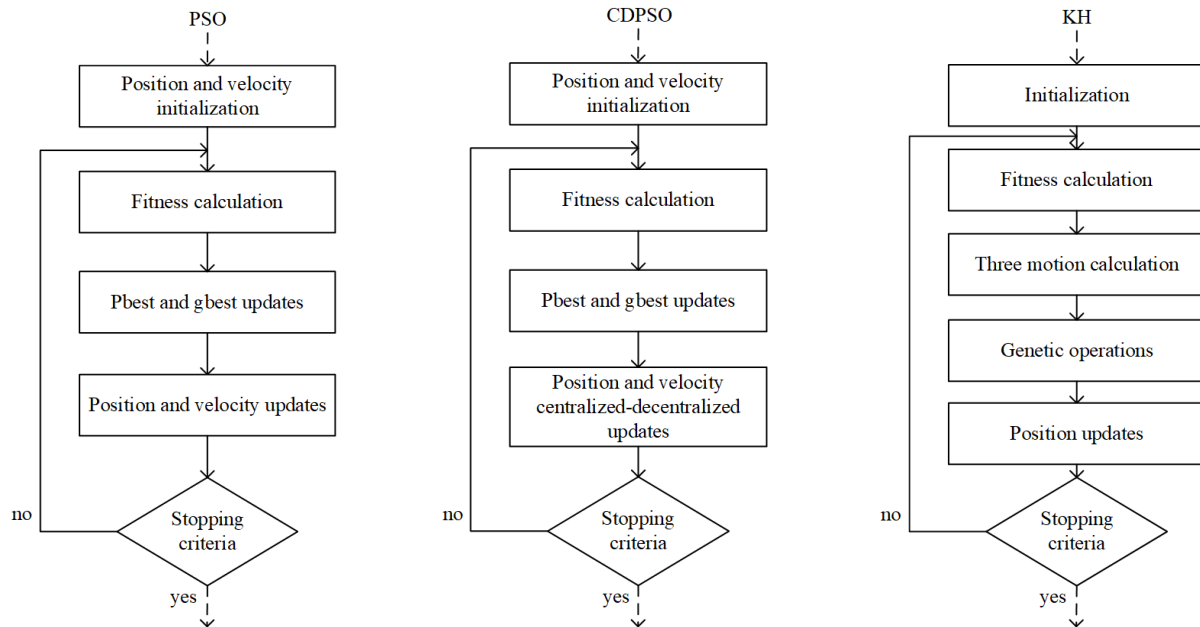 PSO
Position and velocity
initialization
Fitness calculation
Pbest and gbest updates
Position and velocity updates
Stopping
criteria
no
yes
CDPSO
Position and velocity
initialization
Fitness calculation
Pbest and gbest updates
Position and velocity
centralized-decentralized
updates
Stopping
criteria
no
yes
KH
Initialization
Fitness calculation
Three motion calculation
Genetic operations
Position updates
Stopping
criteria
no
yes